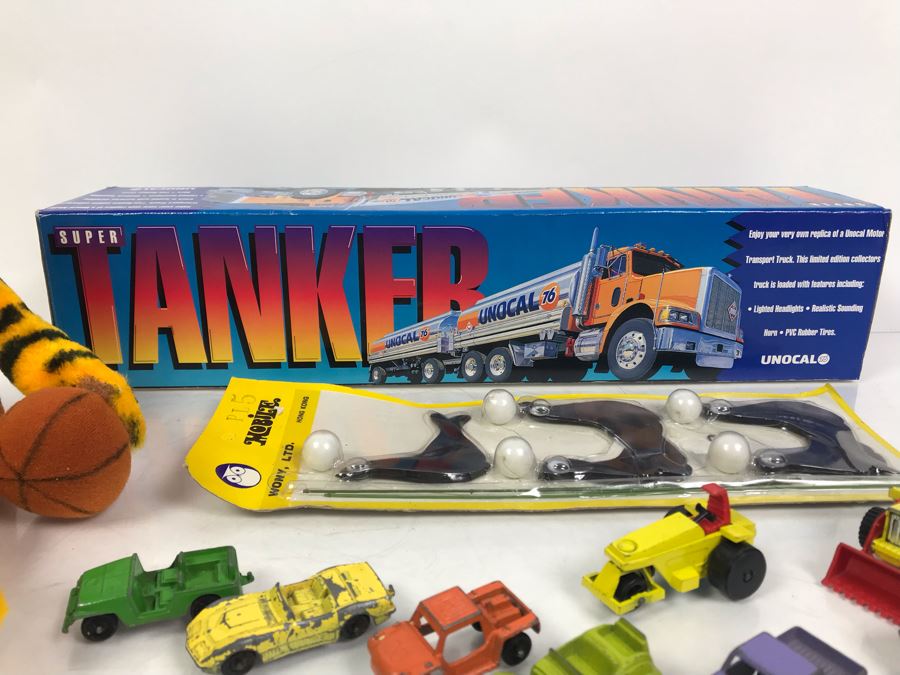 SUPER
TANKER
UNOCAL 76
UNOCAL 76
Enjoy your very own replica of a Unocal Motor
Transport Truck. This limited edition collectors
truck is loaded with features including:
• Lighted Headlights • Realistic Sounding
Horn • PVC Rubber Tires.
UNOCAL 76
MOBILE
HONG KONG
WONY, LTD.